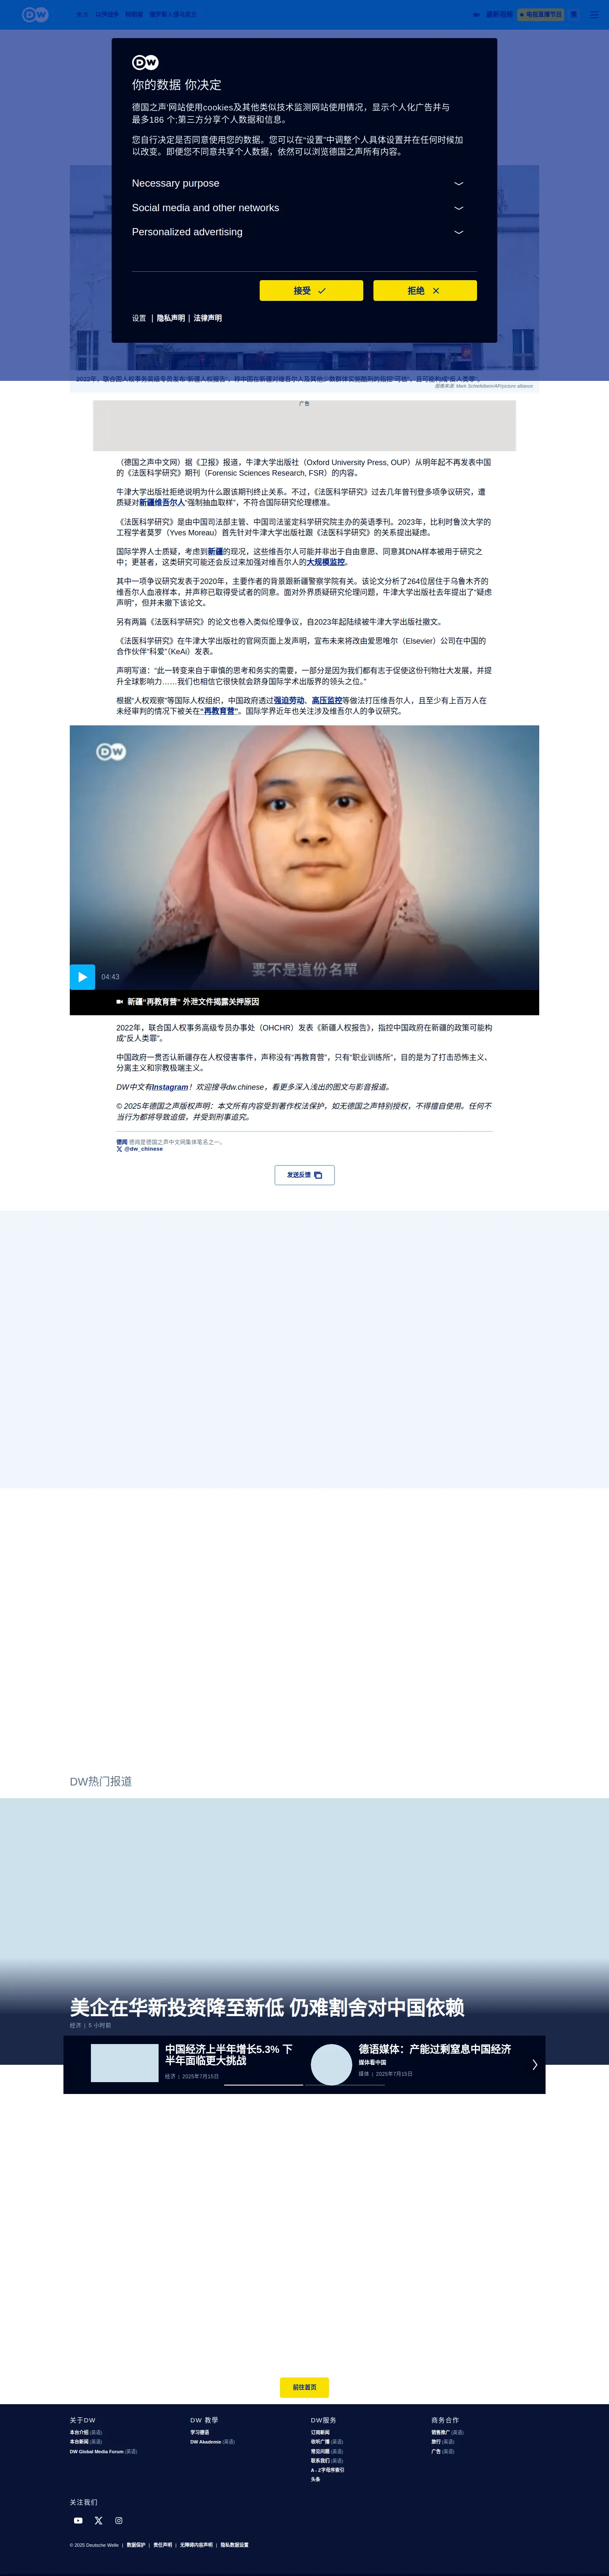 DW
最新视频
电视直播节目
你的数据 你决定
德国之声'网站使用cookies及其他类似技术监测网站使用情况，显示个人化广告并与
最多186 个;第三方分享个人数据和信息。
您自行决定是否同意使用您的数据。您可以在"设置"中调整个人具体设置并在任何时候加
以改变。即便您不同意共享个人数据，依然可以浏览德国之声所有内容。
Necessary purpose
Social media and other networks
Personalized advertising
接受
拒绝
设置 | 隐私声明 | 法律声明
图像来源: Mark Schiefelbein/AP/picture alliance
广告
（德国之声中文网）据《卫报》报道，牛津大学出版社（Oxford University Press, OUP）从明年起不再发表中国
的《法医科学研究》期刊（Forensic Sciences Research, FSR）的内容。
牛津大学出版社拒绝说明为什么跟该期刊终止关系。不过，《法医科学研究》过去几年曾刊登多项争议研究，遭
质疑对新疆维吾尔人"强制抽血取样"，不符合国际研究伦理標准。
《法医科学研究》是由中国司法部主管、中国司法鉴定科学研究院主办的英语季刊。2023年，比利时鲁汶大学的
工程学者莫罗（Yves Moreau）首先针对牛津大学出版社跟《法医科学研究》的关系提出疑虑。
国际学界人士质疑，考虑到新疆的现况，这些维吾尔人可能并非出于自由意愿、同意其DNA样本被用于研究之
中；更甚者，这类研究可能还会反过来加强对维吾尔人的大规模监控。
其中一项争议研究发表于2020年，主要作者的背景跟新疆警察学院有关。该论文分析了264位居住于乌鲁木齐的
维吾尔人血液样本，并声称已取得受试者的同意。面对外界质疑研究伦理问题，牛津大学出版社去年提出了"疑虑
声明"，但并未撤下该论文。
另有两篇《法医科学研究》的论文也卷入类似伦理争议，自2023年起陆续被牛津大学出版社撤文。
《法医科学研究》在牛津大学出版社的官网页面上发声明，宣布未来将改由爱思唯尔（Elsevier）公司在中国的
合作伙伴"科爱"（KeAi）发表。
声明写道："此一转变来自于审慎的思考和务实的需要，一部分是因为我们都有志于促使这份刊物壮大发展，并提
升全球影响力……我们也相信它很快就会跻身国际学术出版界的领头之位。"
根据"人权观察"等国际人权组织，中国政府透过强迫劳动、高压监控等做法打压维吾尔人，且至少有上百万人在
未经审判的情况下被关在"再教育营"。国际学界近年也关注涉及维吾尔人的争议研究。
DW
要不是這份名單
04:43
新疆"再教育营" 外泄文件揭露关押原因
2022年，联合国人权事务高级专员办事处（OHCHR）发表《新疆人权报告》，指控中国政府在新疆的政策可能构
成"反人类罪"。
中国政府一贯否认新疆存在人权侵害事件，声称没有"再教育营"，只有"职业训练所"，目的是为了打击恐怖主义、
分离主义和宗教极端主义。
DW中文有Instagram！欢迎搜寻dw.chinese，看更多深入浅出的图文与影音报道。
© 2025年德国之声版权声明：本文所有内容受到著作权法保护，如无德国之声特别授权，不得擅自使用。任何不
当行为都将导致追偿，并受到刑事追究。
德闻 德闻是德国之声中文网集体笔名之一。
@dw_chinese
发送反馈
DW热门报道
美企在华新投资降至新低 仍难割舍对中国依赖
经济 | 5 小时前
中国经济上半年增长5.3% 下
半年面临更大挑战
经济 | 2025年7月15日
德语媒体：产能过剩窒息中国经济
媒体看中国
媒体 | 2025年7月15日
前往首页
关于DW
本台介绍 (英语)
本台新闻 (英语)
DW Global Media Forum (英语)
DW 教學
学习德语
DW Akademie (英语)
DW服务
订阅新闻
收听广播 (英语)
常见问题 (英语)
联系我们 (英语)
A - Z字母序索引
头条
商务合作
销售推广 (英语)
旅行 (英语)
广告 (英语)
关注我们
© 2025 Deutsche Welle | 数据保护 | 责任声明 | 无障碍内容声明 | 隐私数据设置